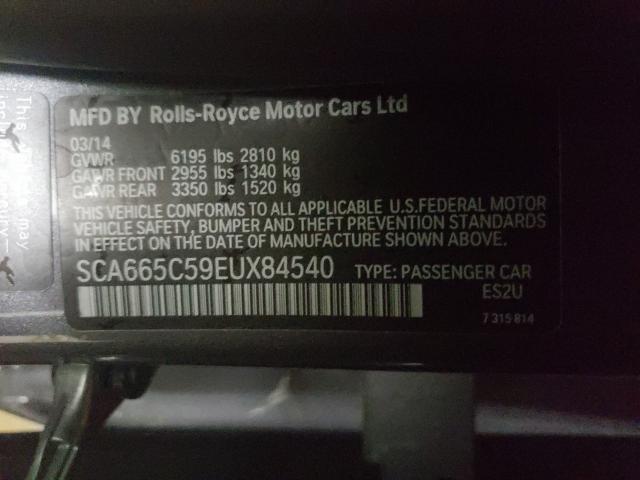 MFD BY Rolls-Royce Motor Cars Ltd
03/14
GVWR 6195 lbs 2810 kg
GAWR FRONT 2955 lbs 1340 kg
GAWR REAR 3350 lbs 1520 kg
THIS VEHICLE CONFORMS TO ALL APPLICABLE U.S.FEDERAL MOTOR
VEHICLE SAFETY, BUMPER AND THEFT PREVENTION STANDARDS
IN EFFECT ON THE DATE OF MANUFACTURE SHOWN ABOVE.
SCA665C59EUX84540 TYPE: PASSENGER CAR
ES2U
7 315 814
This
may